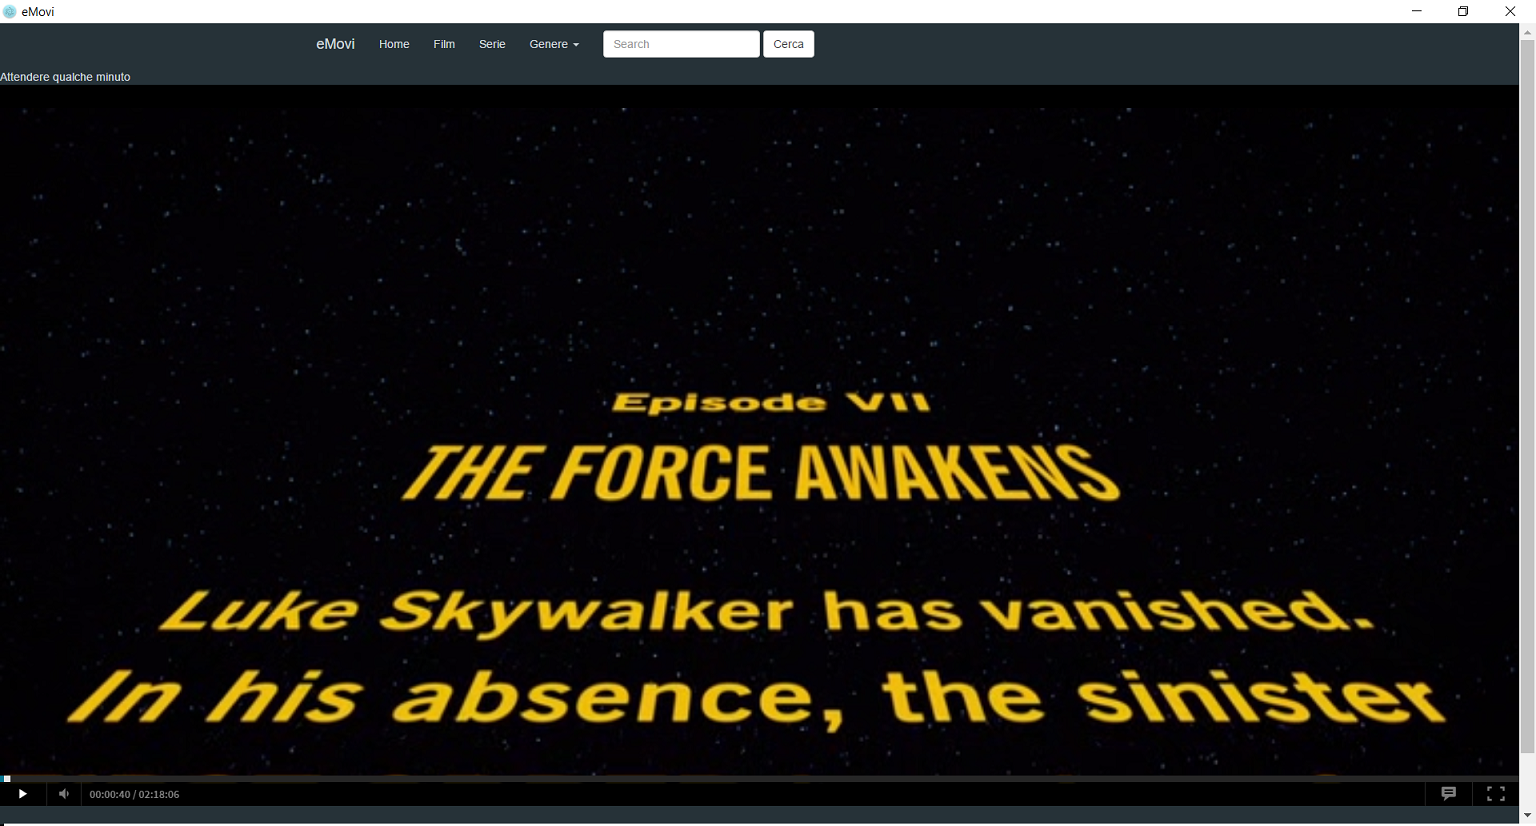 eMovi
eMovi Home Film Serie Genere Search Cerca
Attendere qualche minuto
Episode VII
THE FORCE AWAKENS
Luke Skywalker has vanished.
In his absence, the sinister
00:00:40 / 02:18:06